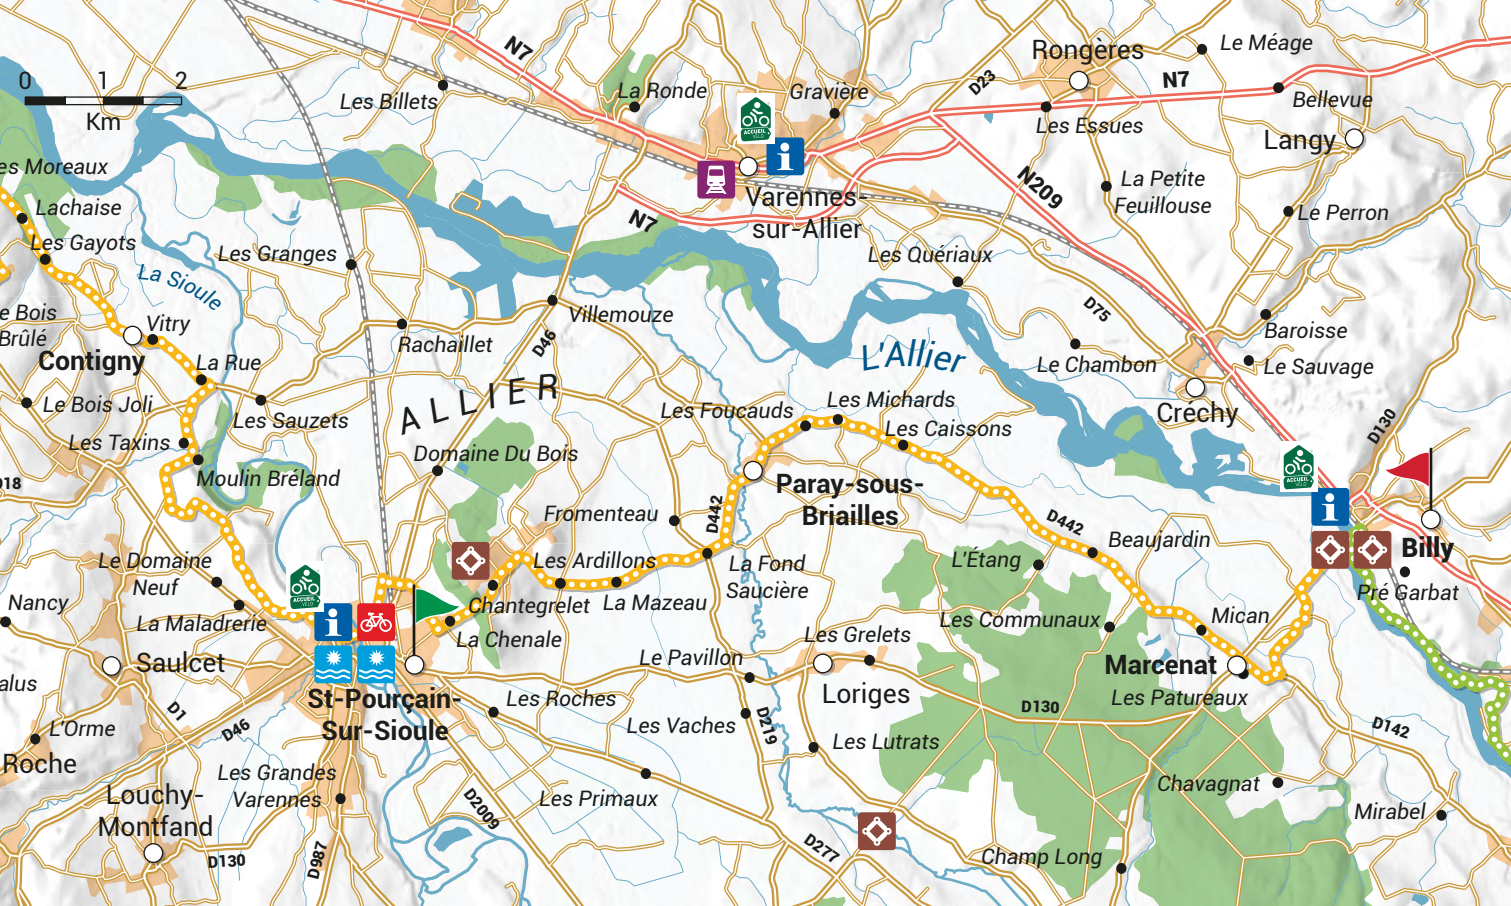 0 1 2
Km
N7
Les Billets
La Ronde
Gravière
ACCUEIL
VÉLO
D23
Rongères
Le Méage
N7
Bellevue
Les Essues
Langy
es Moreaux
Lachaise
Les Gayots
La Sioule
Les Granges
N7
Varennes-
sur-Allier
N209
La Petite
Feuillouse
Le Perron
Les Quériaux
e Bois
Brûlé
Vitry
Contigny
La Rue
Villemouze
Rachaillet
D46
D75
Baroisse
Le Chambon
Le Sauvage
L'Allier
ALLIER
Le Bois Joli
Les Sauzets
Les Foucauds
Les Michards
Les Caissons
Créchy
D130
Les Taxins
Moulin Bréland
Domaine Du Bois
D18
Paray-sous-
Briailles
Fromenteau
D442
D442
ACCUEIL
VÉLO
Billy
Beaujardin
L'Étang
Pré Garbat
Le Domaine
Neuf
Les Ardillons
La Fond
Saucière
Nancy
La Maladrerie
ACCUEIL
VÉLO
Chantegrelet
La Mazeau
La Chenale
Les Grelets
Les Communaux
Mican
Saulcet
Le Pavillon
Marcenat
Les Patureaux
alus
St-Pourçain-
Sur-Sioule
Les Roches
Loriges
D1
D46
L'Orme
Roche
Les Vaches
D219
D130
D142
Les Lutrats
Les Grandes
Varennes
Les Primaux
Chavagnat
Louchy-
Montfand
D2009
Mirabel
D130
D987
D277
Champ Long